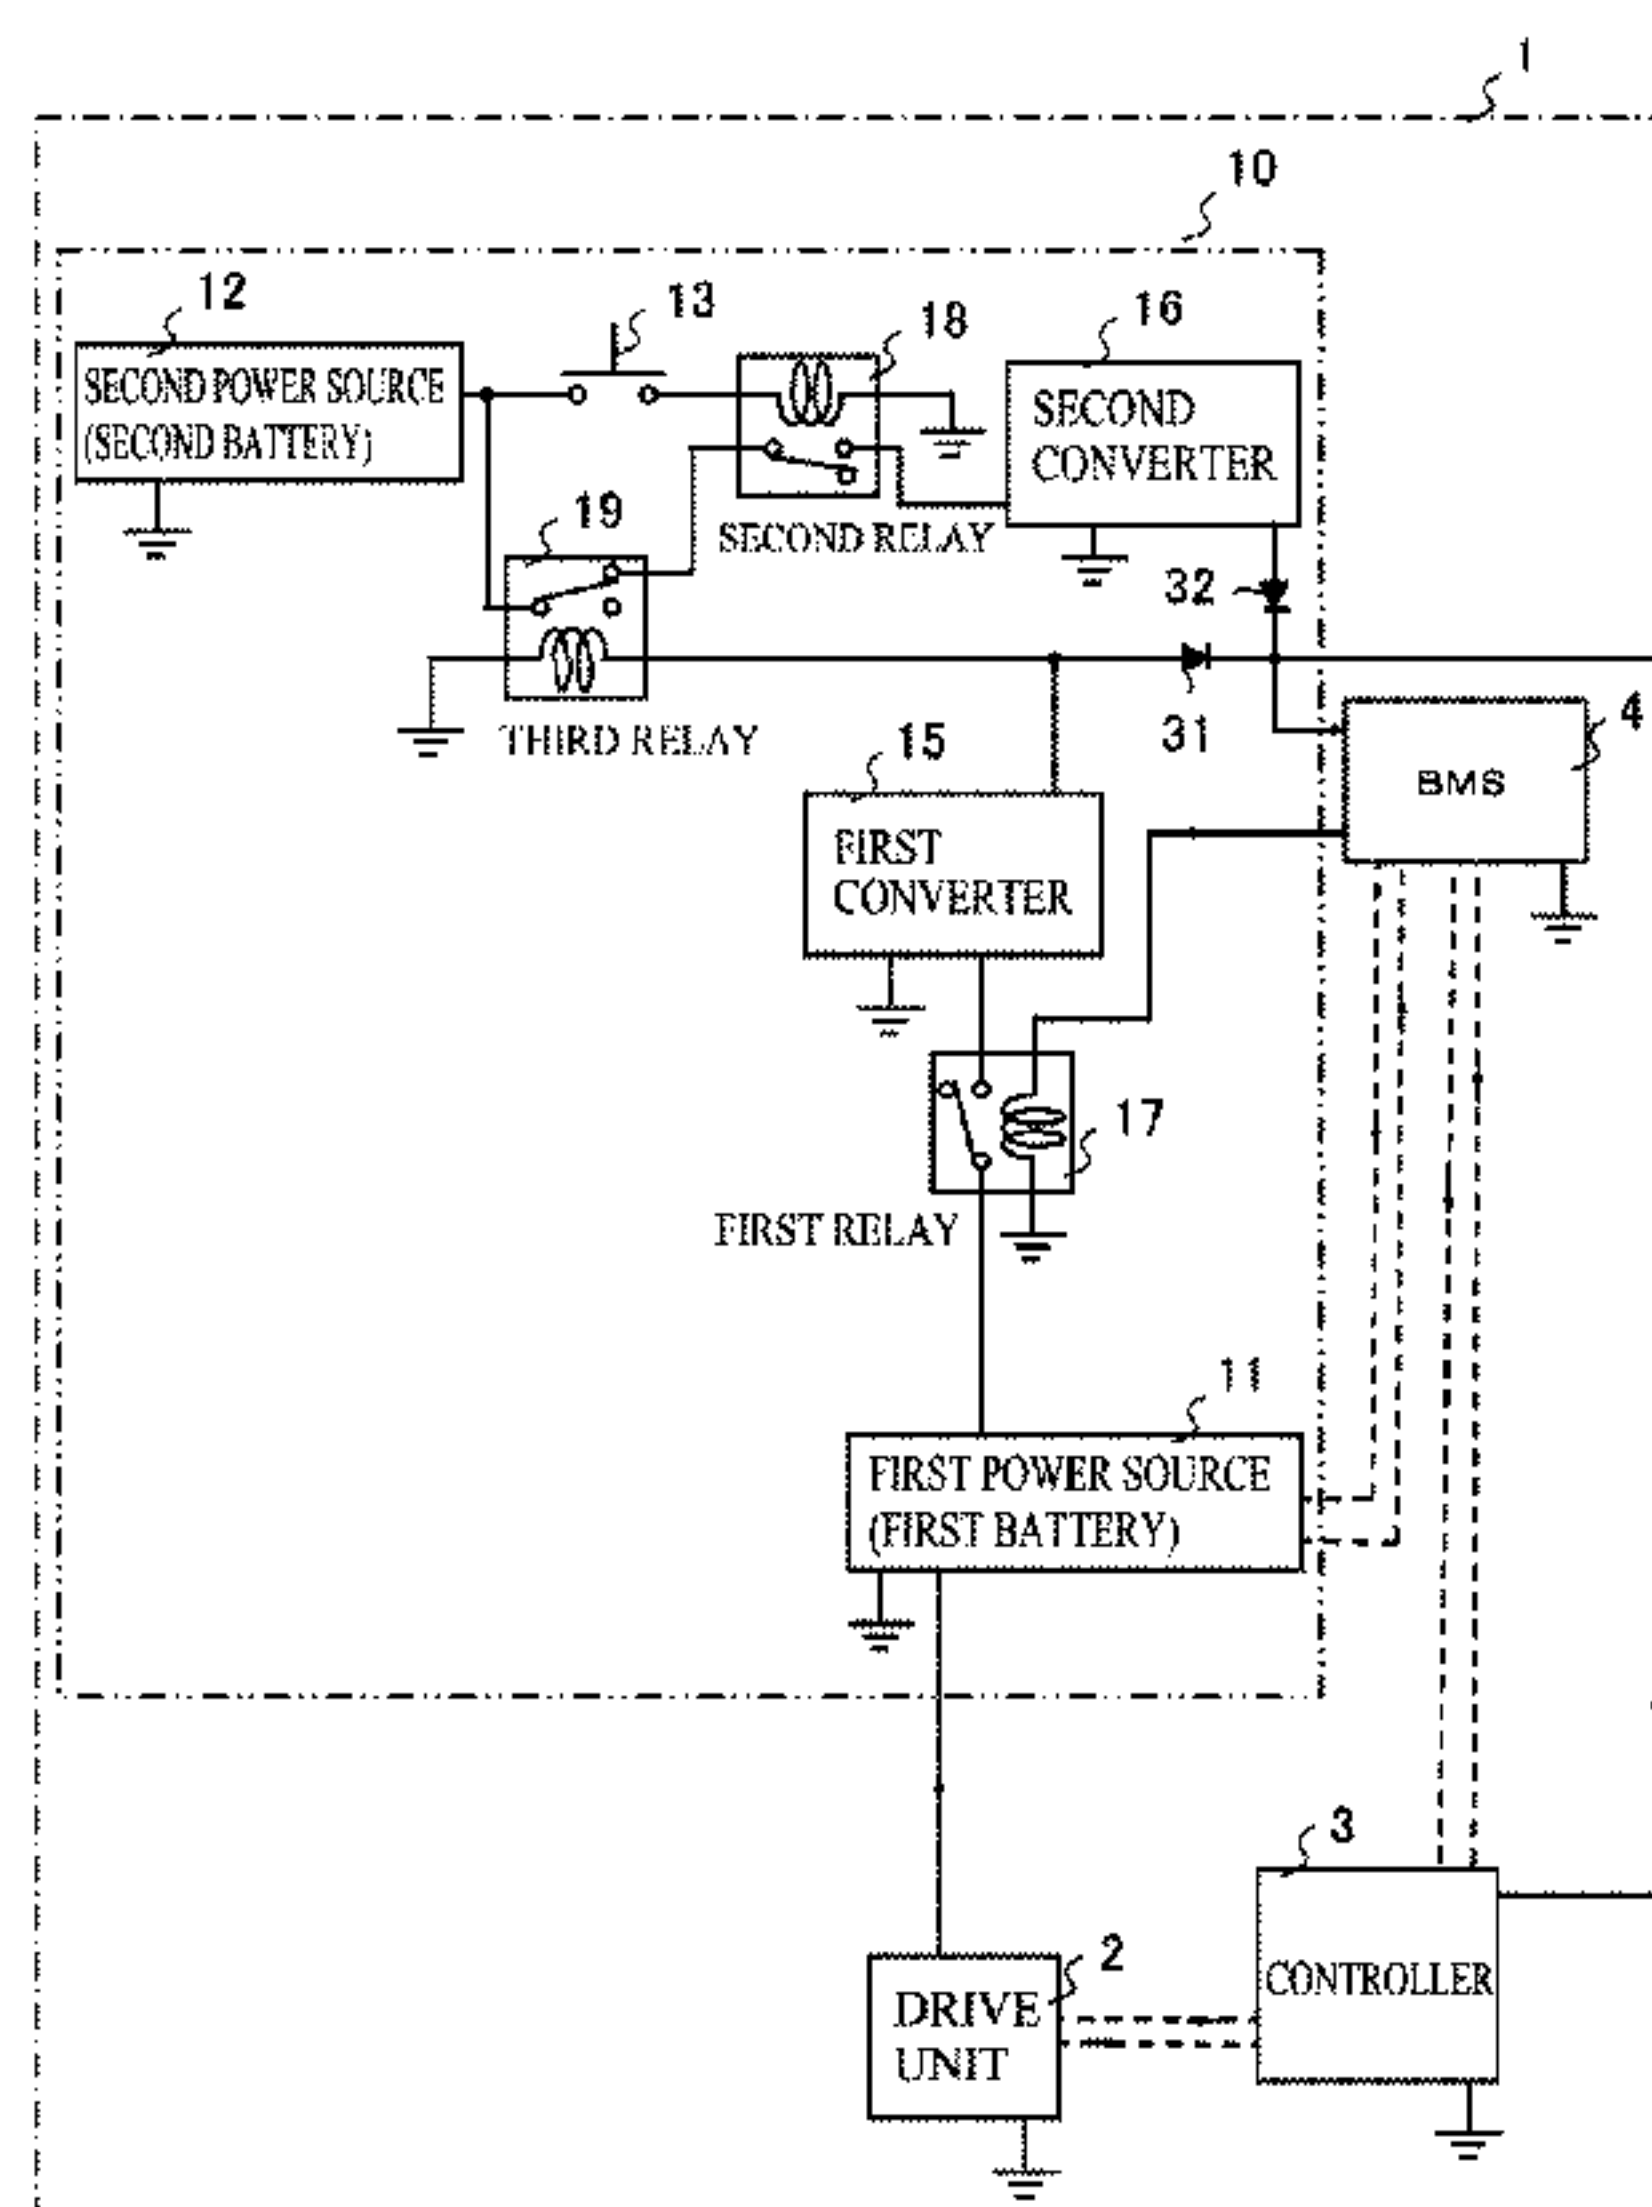 1
10
12
13
18
16
SECOND POWER SOURCE
(SECOND BATTERY)
SECOND
CONVERTER
19
SECOND RELAY
32
THIRD RELAY
31
4
15
BMS
FIRST
CONVERTER
17
FIRST RELAY
11
FIRST POWER SOURCE
(FIRST BATTERY)
3
2
CONTROLLER
DRIVE
UNIT